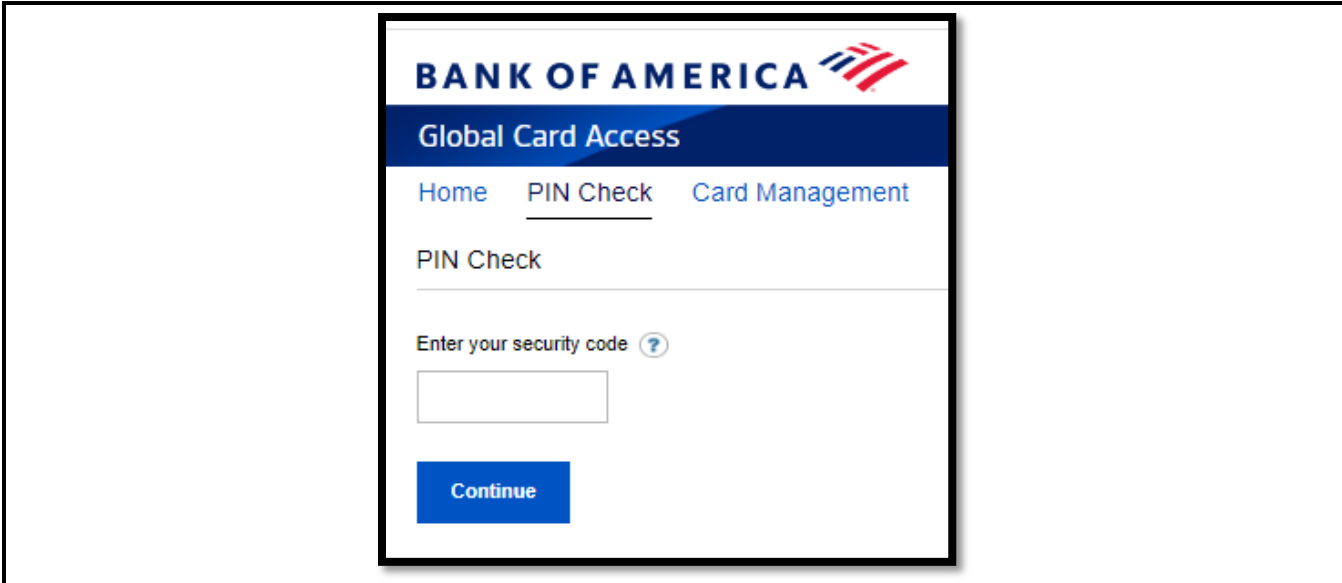 BANK OF AMERICA
Global Card Access
Home PIN Check Card Management
PIN Check
Enter your security code ?
Continue